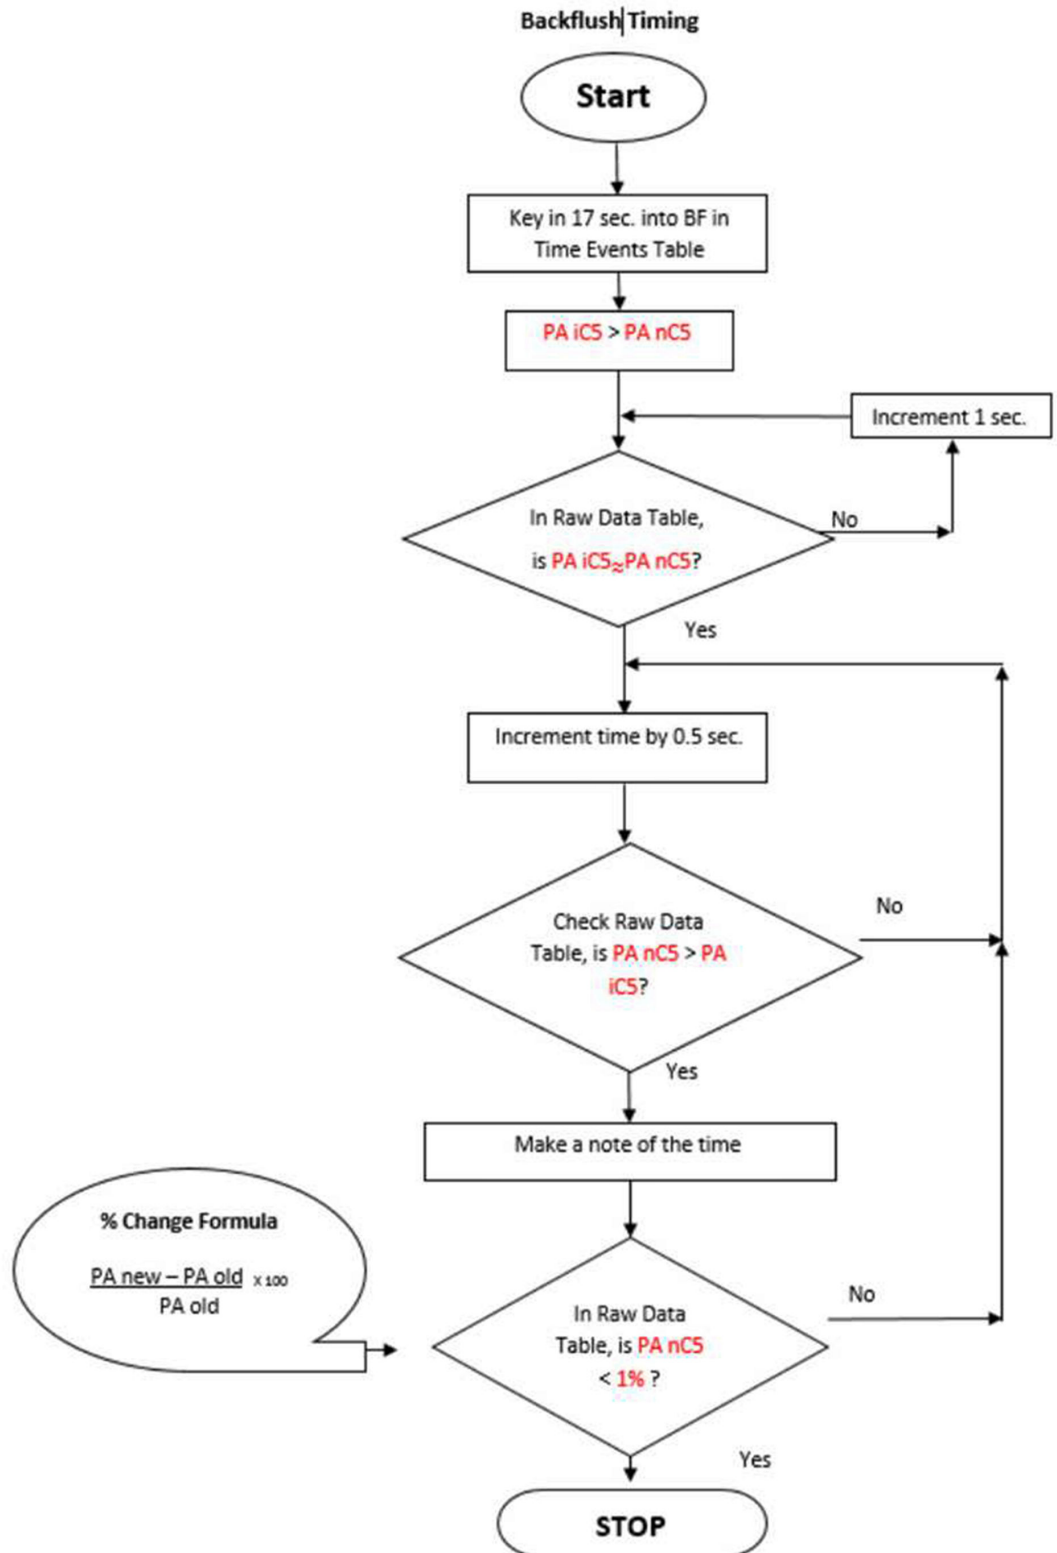 Backflush Timing
Start
Key in 17 sec. into BF in
Time Events Table
PA iC5 > PA nC5
Increment 1 sec.
In Raw Data Table,
is PA iC5≈PA nC5?
No
Yes
Increment time by 0.5 sec.
Check Raw Data
Table, is PA nC5 > PA
iC5?
No
Yes
Make a note of the time
% Change Formula
PA new – PA old x 100
PA old
In Raw Data
Table, is PA nC5
< 1% ?
No
Yes
STOP